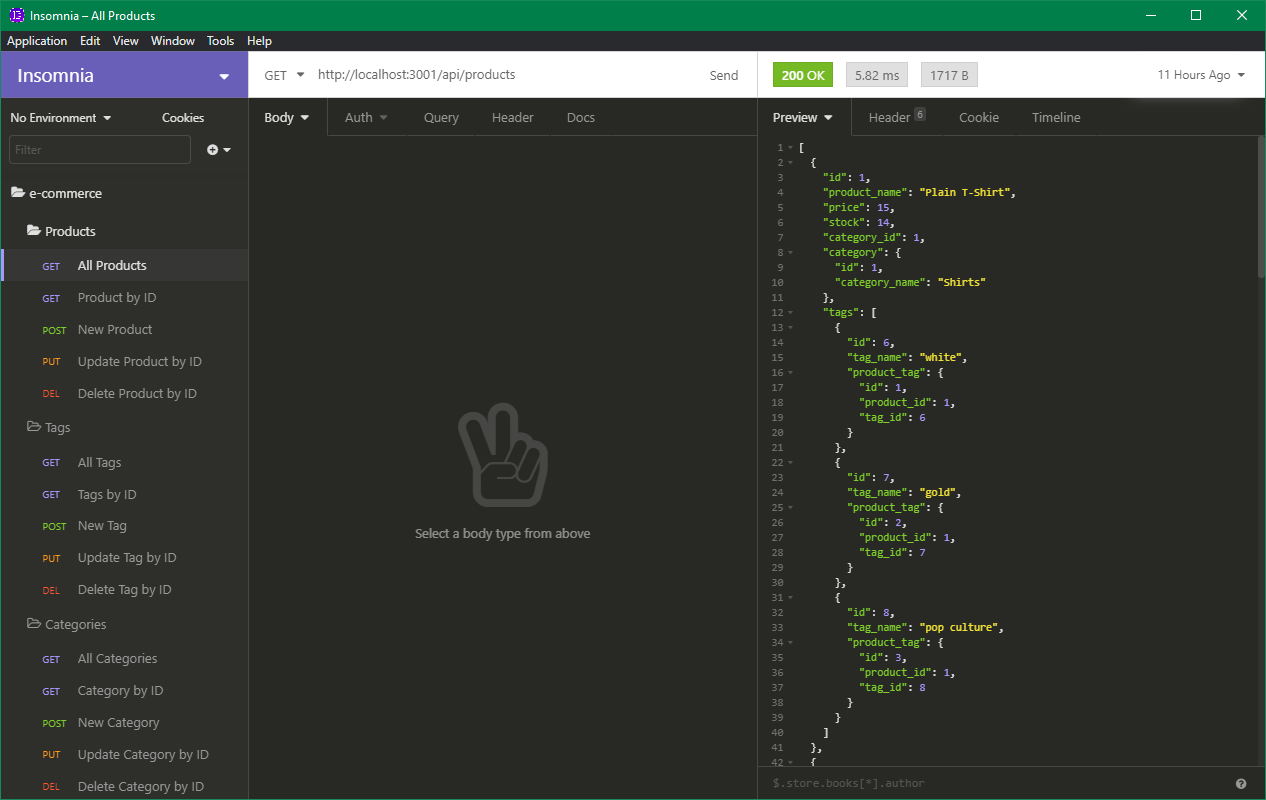 Insomnia – All Products
Application Edit View Window Tools Help
Insomnia
GET http://localhost:3001/api/products Send
200 OK 5.82 ms 1717 B 11 Hours Ago
No Environment Cookies
Filter
e-commerce
Products
GET All Products
GET Product by ID
POST New Product
PUT Update Product by ID
DEL Delete Product by ID
Tags
GET All Tags
GET Tags by ID
POST New Tag
PUT Update Tag by ID
DEL Delete Tag by ID
Categories
GET All Categories
GET Category by ID
POST New Category
PUT Update Category by ID
DEL Delete Category by ID
Body Auth Query Header Docs
Select a body type from above
Preview Header 6 Cookie Timeline
1 [
2 {
3 "id": 1,
4 "product_name": "Plain T-Shirt",
5 "price": 15,
6 "stock": 14,
7 "category_id": 1,
8 "category": {
9 "id": 1,
10 "category_name": "Shirts"
11 },
12 "tags": [
13 {
14 "id": 6,
15 "tag_name": "white",
16 "product_tag": {
17 "id": 1,
18 "product_id": 1,
19 "tag_id": 6
20 }
21 },
22 {
23 "id": 7,
24 "tag_name": "gold",
25 "product_tag": {
26 "id": 2,
27 "product_id": 1,
28 "tag_id": 7
29 }
30 },
31 {
32 "id": 8,
33 "tag_name": "pop culture",
34 "product_tag": {
35 "id": 3,
36 "product_id": 1,
37 "tag_id": 8
38 }
39 }
40 ]
41 },
42 {
$.store.books[*].author